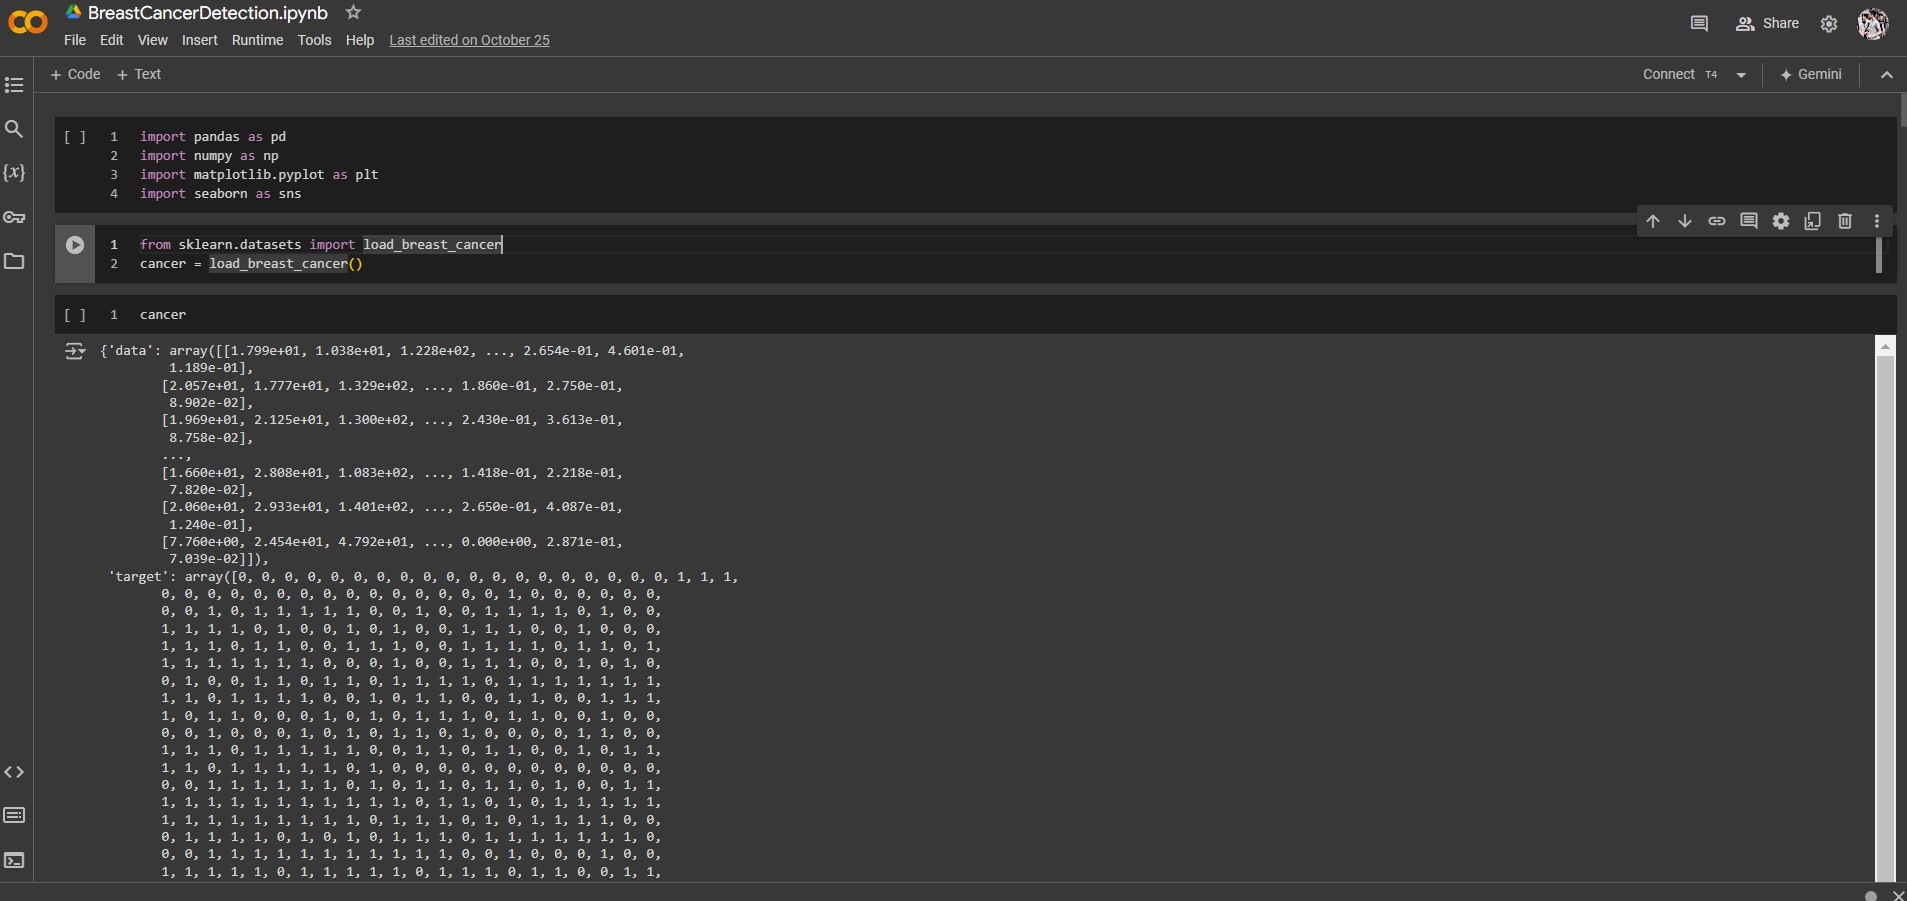 BreastCancerDetection.ipynb
File Edit View Insert Runtime Tools Help Last edited on October 25
Share
+ Code + Text
Connect T4 Gemini
[ ] 1 import pandas as pd
2 import numpy as np
3 import matplotlib.pyplot as plt
4 import seaborn as sns
1 from sklearn.datasets import load_breast_cancer
2 cancer = load_breast_cancer()
[ ] 1 cancer
{'data': array([[1.799e+01, 1.038e+01, 1.228e+02, ..., 2.654e-01, 4.601e-01,
1.189e-01],
[2.057e+01, 1.777e+01, 1.329e+02, ..., 1.860e-01, 2.750e-01,
8.902e-02],
[1.969e+01, 2.125e+01, 1.300e+02, ..., 2.430e-01, 3.613e-01,
8.758e-02],
...,
[1.660e+01, 2.808e+01, 1.083e+02, ..., 1.418e-01, 2.218e-01,
7.820e-02],
[2.060e+01, 2.933e+01, 1.401e+02, ..., 2.650e-01, 4.087e-01,
1.240e-01],
[7.760e+00, 2.454e+01, 4.792e+01, ..., 0.000e+00, 2.871e-01,
7.039e-02]]),
'target': array([0, 0, 0, 0, 0, 0, 0, 0, 0, 0, 0, 0, 0, 0, 0, 0, 0, 0, 0, 1, 1, 1,
0, 0, 0, 0, 0, 0, 0, 0, 0, 0, 0, 0, 0, 0, 0, 1, 0, 0, 0, 0, 0, 0,
0, 0, 1, 0, 1, 1, 1, 1, 1, 0, 0, 1, 0, 0, 1, 1, 1, 1, 0, 1, 0, 0,
1, 1, 1, 1, 0, 1, 0, 0, 1, 0, 1, 0, 0, 1, 1, 1, 0, 0, 1, 0, 0, 0,
1, 1, 1, 0, 1, 1, 0, 0, 1, 1, 1, 0, 0, 1, 1, 1, 1, 0, 1, 1, 0, 1,
1, 1, 1, 1, 1, 1, 1, 0, 0, 0, 1, 0, 0, 1, 1, 1, 0, 0, 1, 0, 1, 0,
0, 1, 0, 0, 1, 1, 0, 1, 1, 0, 1, 1, 1, 1, 0, 1, 1, 1, 1, 1, 1, 1,
1, 1, 0, 1, 1, 1, 1, 0, 0, 1, 0, 1, 1, 0, 0, 1, 1, 0, 0, 1, 1, 1,
1, 0, 1, 1, 0, 0, 0, 1, 0, 1, 0, 1, 1, 1, 0, 1, 1, 0, 0, 1, 0, 0,
0, 0, 1, 0, 0, 0, 1, 0, 1, 0, 1, 1, 0, 1, 0, 0, 0, 0, 1, 1, 0, 0,
1, 1, 1, 0, 1, 1, 1, 1, 1, 0, 0, 1, 1, 0, 1, 1, 0, 0, 1, 0, 1, 1,
1, 1, 0, 1, 1, 1, 1, 1, 0, 1, 0, 0, 0, 0, 0, 0, 0, 0, 0, 0, 0, 0,
0, 0, 1, 1, 1, 1, 1, 1, 0, 1, 0, 1, 1, 0, 1, 1, 0, 1, 0, 0, 1, 1,
1, 1, 1, 1, 1, 1, 1, 1, 1, 1, 1, 0, 1, 1, 0, 1, 0, 1, 1, 1, 1, 1,
1, 1, 1, 1, 1, 1, 1, 1, 1, 0, 1, 1, 1, 0, 1, 0, 1, 1, 1, 1, 0, 0,
0, 1, 1, 1, 1, 0, 1, 0, 1, 0, 1, 1, 1, 0, 1, 1, 1, 1, 1, 1, 1, 0,
0, 0, 1, 1, 1, 1, 1, 1, 1, 1, 1, 1, 1, 0, 0, 1, 0, 0, 0, 1, 0, 0,
1, 1, 1, 1, 1, 0, 1, 1, 1, 1, 1, 0, 1, 1, 1, 0, 1, 1, 0, 0, 1, 1,